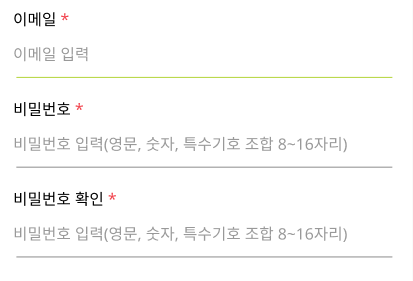 이메일 *
이메일 입력
비밀번호 *
비밀번호 입력(영문, 숫자, 특수기호 조합 8~16자리)
비밀번호 확인 *
비밀번호 입력(영문, 숫자, 특수기호 조합 8~16자리)